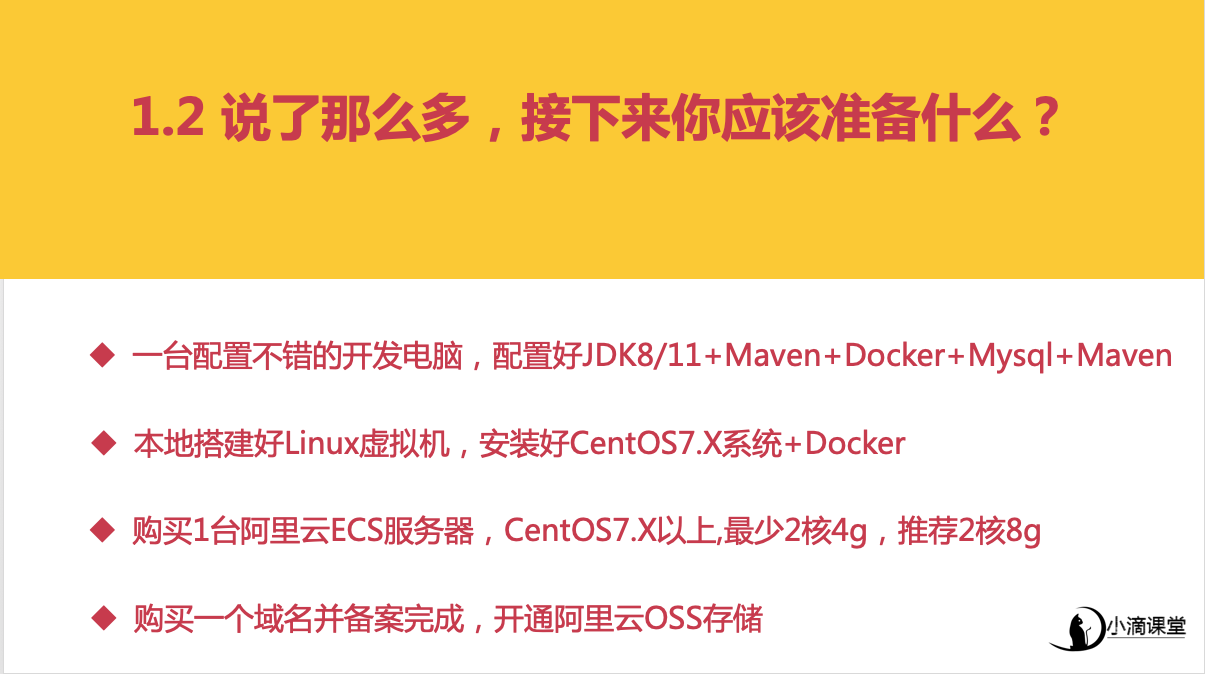 1.2 说了那么多，接下来你应该准备什么？
◆ 一台配置不错的开发电脑，配置好JDK8/11+Maven+Docker+Mysql+Maven
◆ 本地搭建好Linux虚拟机，安装好CentOS7.X系统+Docker
◆ 购买1台阿里云ECS服务器，CentOS7.X以上,最少2核4g，推荐2核8g
◆ 购买一个域名并备案完成，开通阿里云OSS存储
小滴课堂